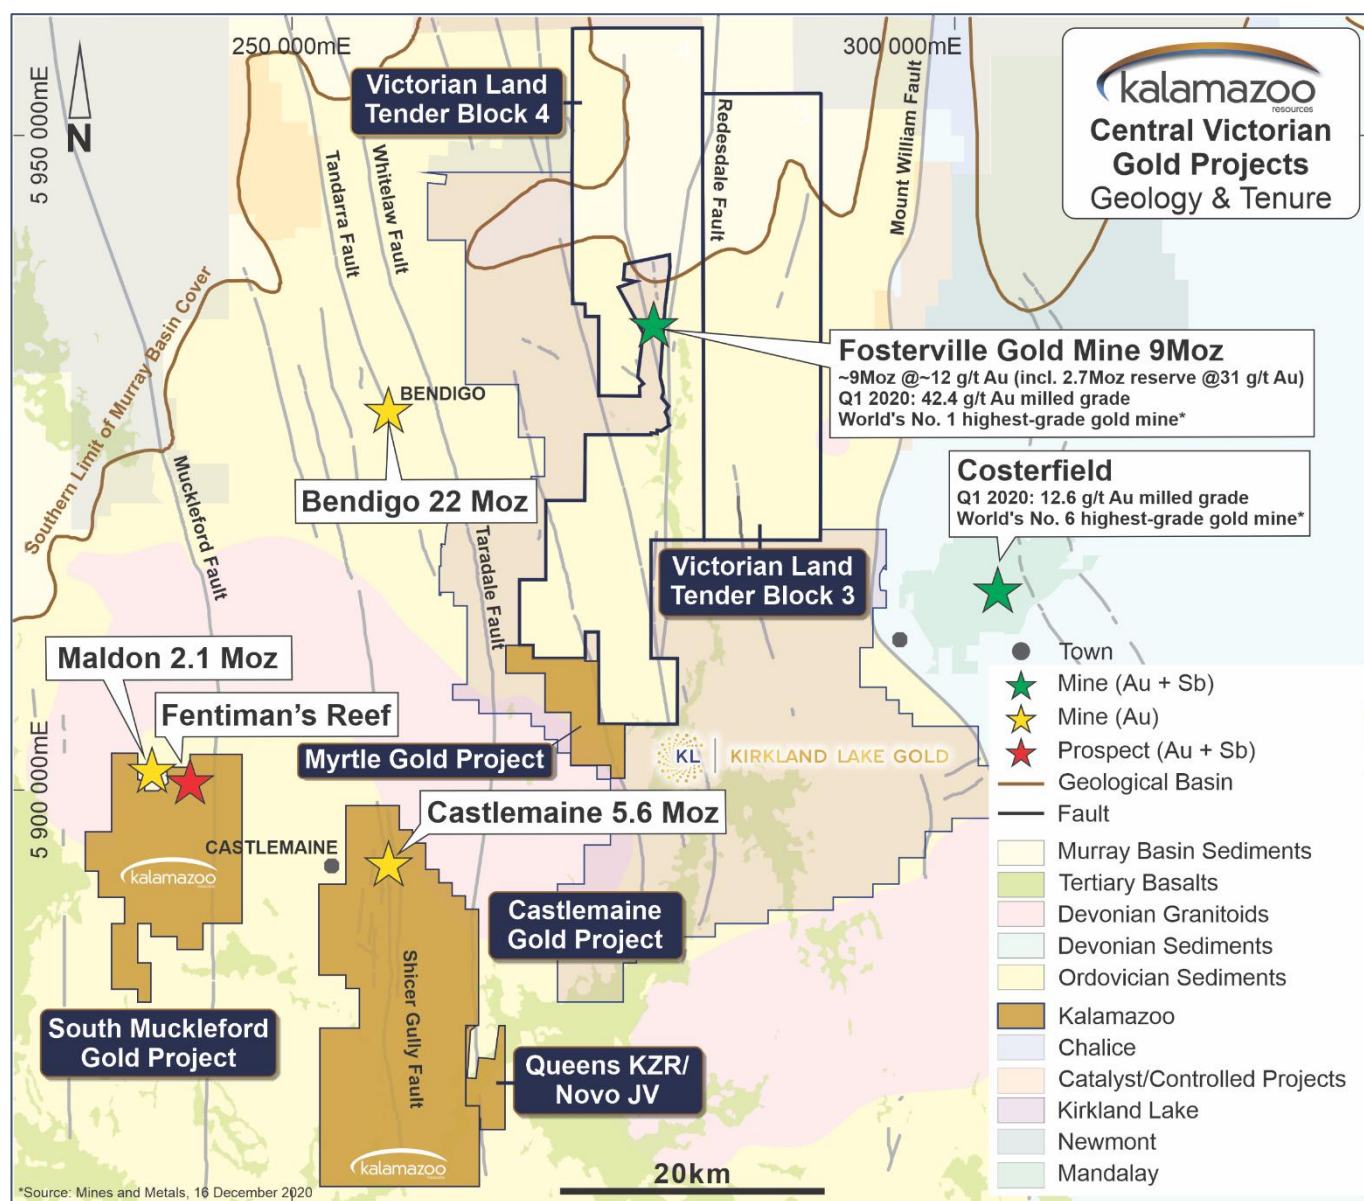 250 000mE
300 000mE
5 950 000mE
5 900 000mE
N
kalamazoo
resources
Central Victorian
Gold Projects
Geology & Tenure
Victorian Land
Tender Block 4
Tandarra Fault
Whitelaw Fault
Redesdale Fault
Mount William Fault
Southern Limit of Murray Basin Cover
Muckleford Fault
BENDIGO
Bendigo 22 Moz
Fosterville Gold Mine 9Moz
~9Moz @~12 g/t Au (incl. 2.7Moz reserve @31 g/t Au)
Q1 2020: 42.4 g/t Au milled grade
World's No. 1 highest-grade gold mine*
Costerfield
Q1 2020: 12.6 g/t Au milled grade
World's No. 6 highest-grade gold mine*
Taradale Fault
Victorian Land
Tender Block 3
Maldon 2.1 Moz
Fentiman's Reef
Myrtle Gold Project
KL KIRKLAND LAKE GOLD
Castlemaine 5.6 Moz
CASTLEMAINE
kalamazoo
Castlemaine
Gold Project
Shicer Gully Fault
South Muckleford
Gold Project
Queens KZR/
Novo JV
kalamazoo
20km
*Source: Mines and Metals, 16 December 2020
Town
Mine (Au + Sb)
Mine (Au)
Prospect (Au + Sb)
Geological Basin
Fault
Murray Basin Sediments
Tertiary Basalts
Devonian Granitoids
Devonian Sediments
Ordovician Sediments
Kalamazoo
Chalice
Catalyst/Controlled Projects
Kirkland Lake
Newmont
Mandalay